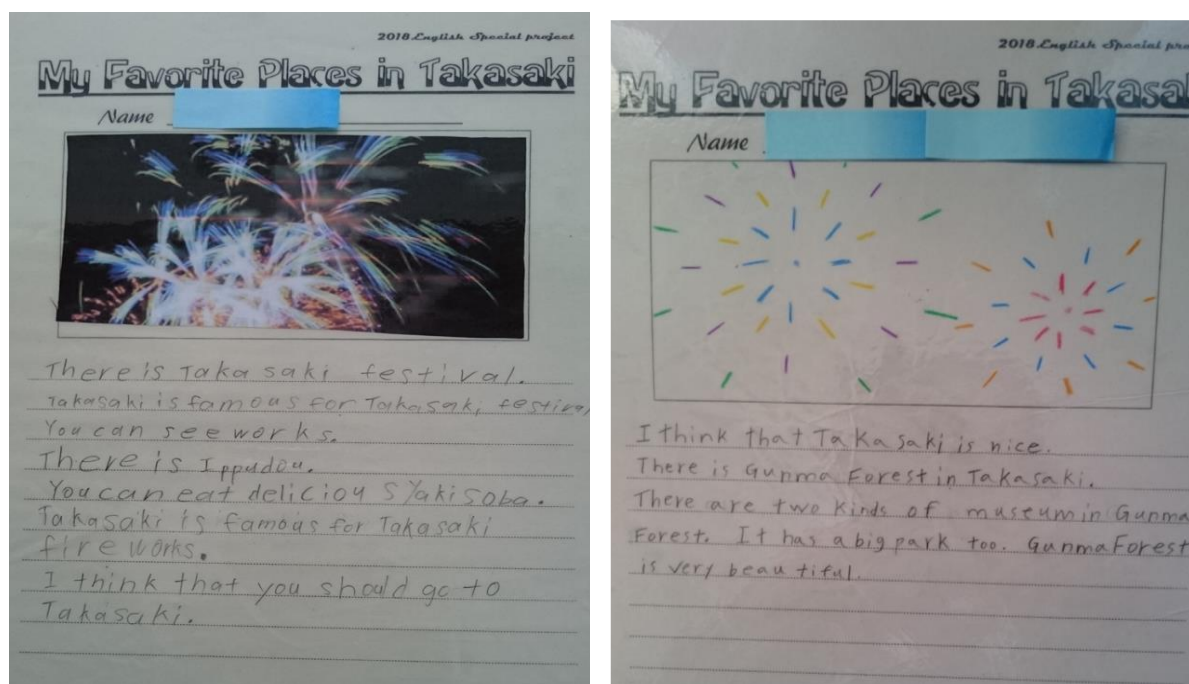 2018 English Special project
My Favorite Places in Takasaki
Name
There is Takasaki festival.
Takasaki is famous for Takasaki festival
You can see works.
There is Ippudou.
You can eat deliciou s yakisoba.
Takasaki is famous for Takasaki
fire works.
I think that you should go to
Takasaki.
2018 English Special pro
My Favorite Places in Takasa
Name
I think that Takasaki is nice.
There is Gunma Forest in Takasaki.
There are two kinds of museum in Gunma
Forest. It has a big park too. Gunma Forest
is very beautiful.